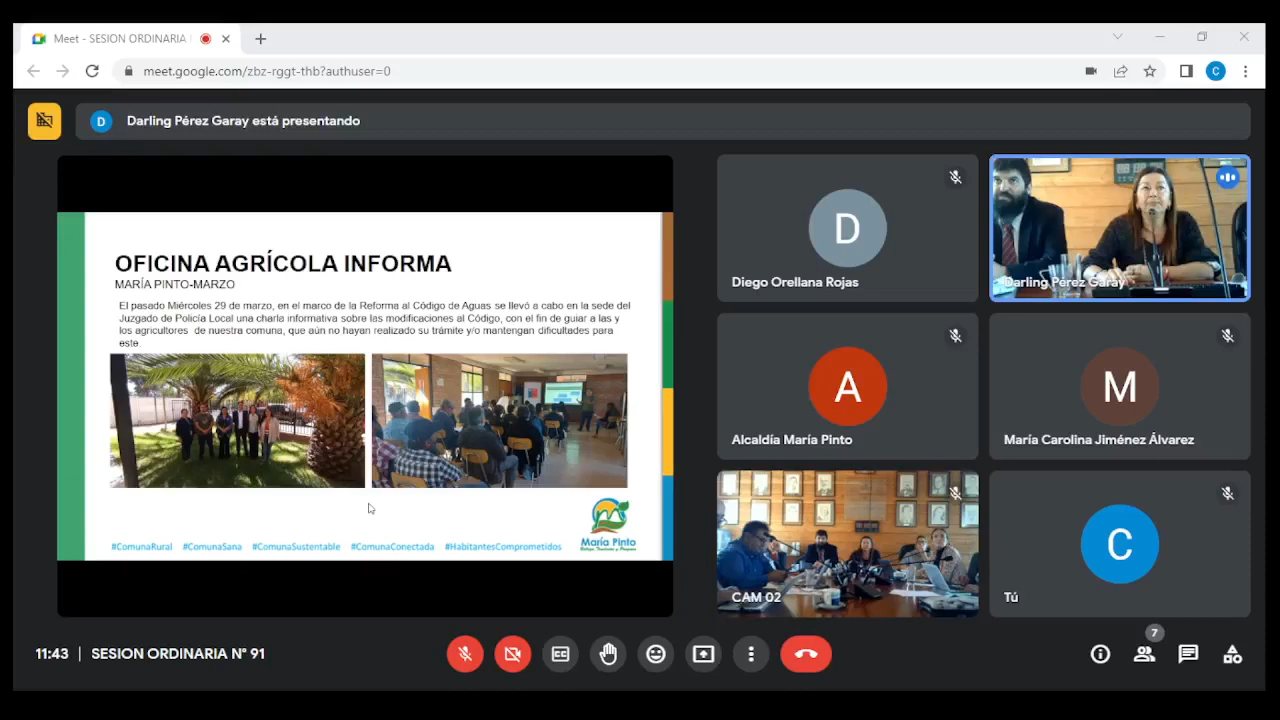 Meet - SESION ORDINARIA
meet.google.com/zbz-rggt-thb?authuser=0
C
D
Darling Pérez Garay está presentando
OFICINA AGRÍCOLA INFORMA
MARÍA PINTO-MARZO
El pasado Miércoles 29 de marzo, en el marco de la Reforma al Código de Aguas se llevó a cabo en la sede del
Juzgado de Policía Local una charla informativa sobre las modificaciones al Código, con el fin de guiar a las y
los agricultores de nuestra comuna, que aún no hayan realizado su trámite y/o mantengan dificultades para
este.
#ComunaRural #ComunaSana #ComunaSustentable #ComunaConectada #HabitantesComprometidos
María Pinto
D
Diego Orellana Rojas
Darling Pérez Garay
A
Alcaldía María Pinto
M
María Carolina Jiménez Álvarez
CAM 02
C
Tú
11:43 | SESION ORDINARIA N° 91
7